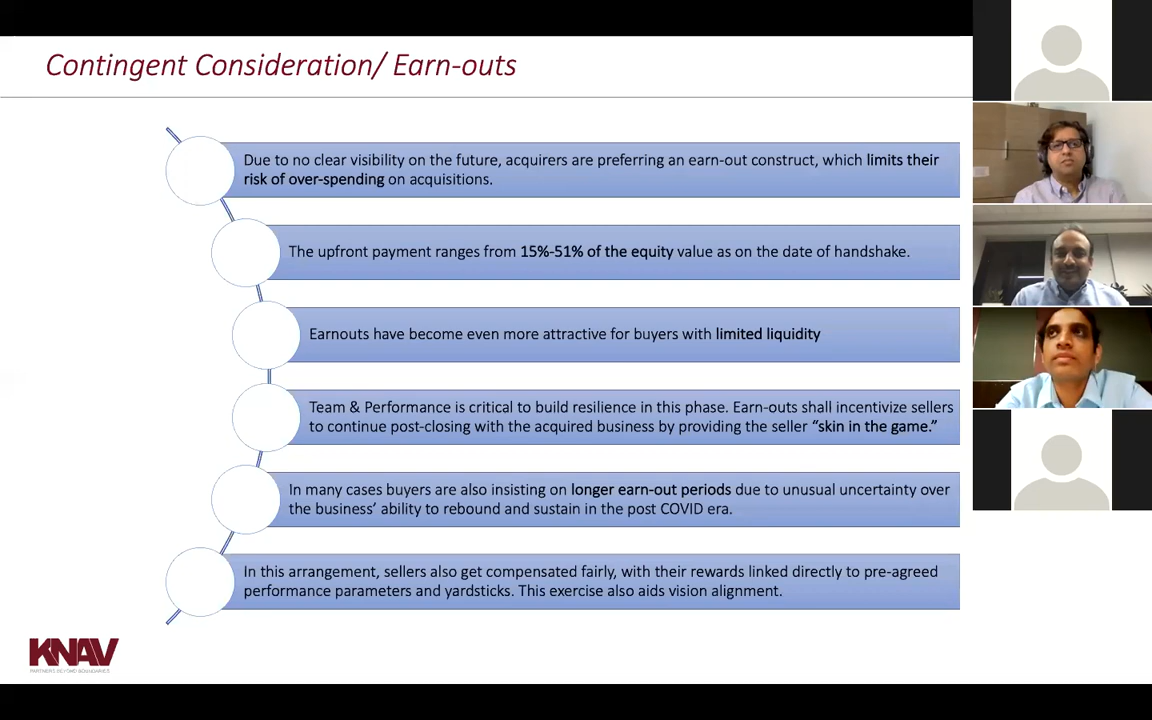 Contingent Consideration/ Earn-outs
Due to no clear visibility on the future, acquirers are preferring an earn-out construct, which limits their
risk of over-spending on acquisitions.
The upfront payment ranges from 15%-51% of the equity value as on the date of handshake.
Earnouts have become even more attractive for buyers with limited liquidity
Team & Performance is critical to build resilience in this phase. Earn-outs shall incentivize sellers
to continue post-closing with the acquired business by providing the seller “skin in the game.”
In many cases buyers are also insisting on longer earn-out periods due to unusual uncertainty over
the business’ ability to rebound and sustain in the post COVID era.
In this arrangement, sellers also get compensated fairly, with their rewards linked directly to pre-agreed
performance parameters and yardsticks. This exercise also aids vision alignment.
KNAV
PARTNERS BEYOND BOUNDARIES